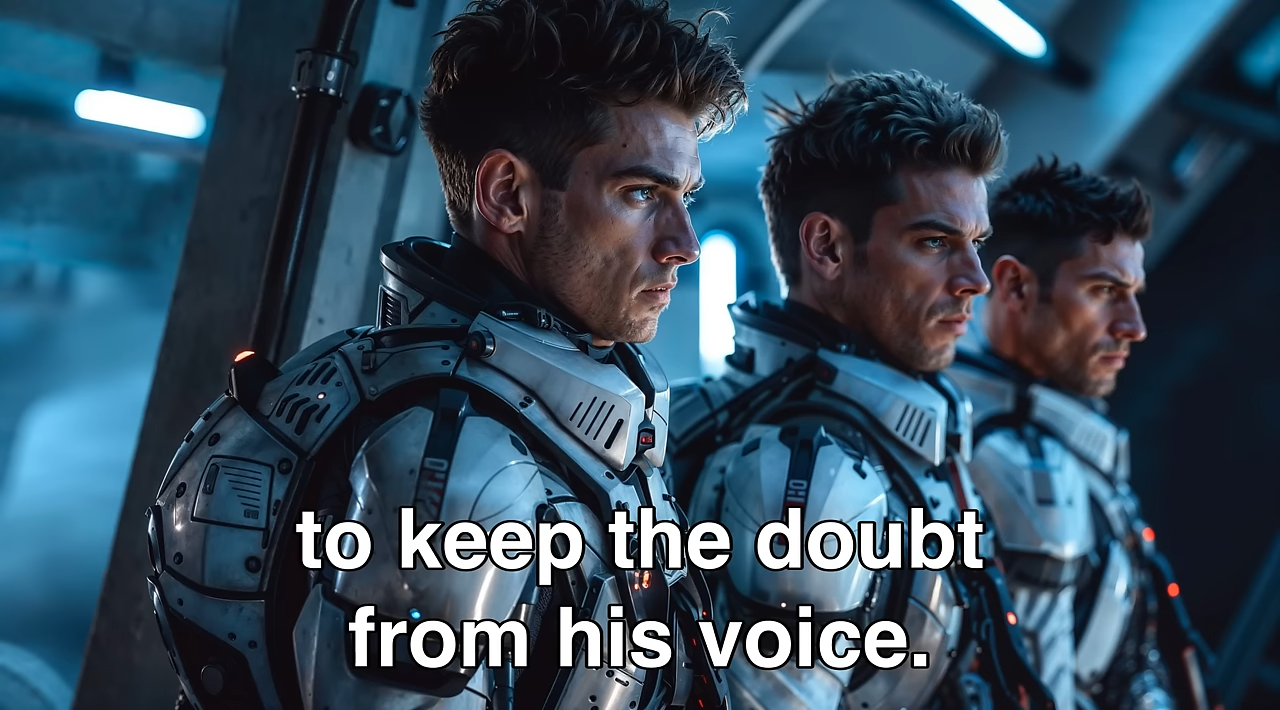 to keep the doubt
from his voice.